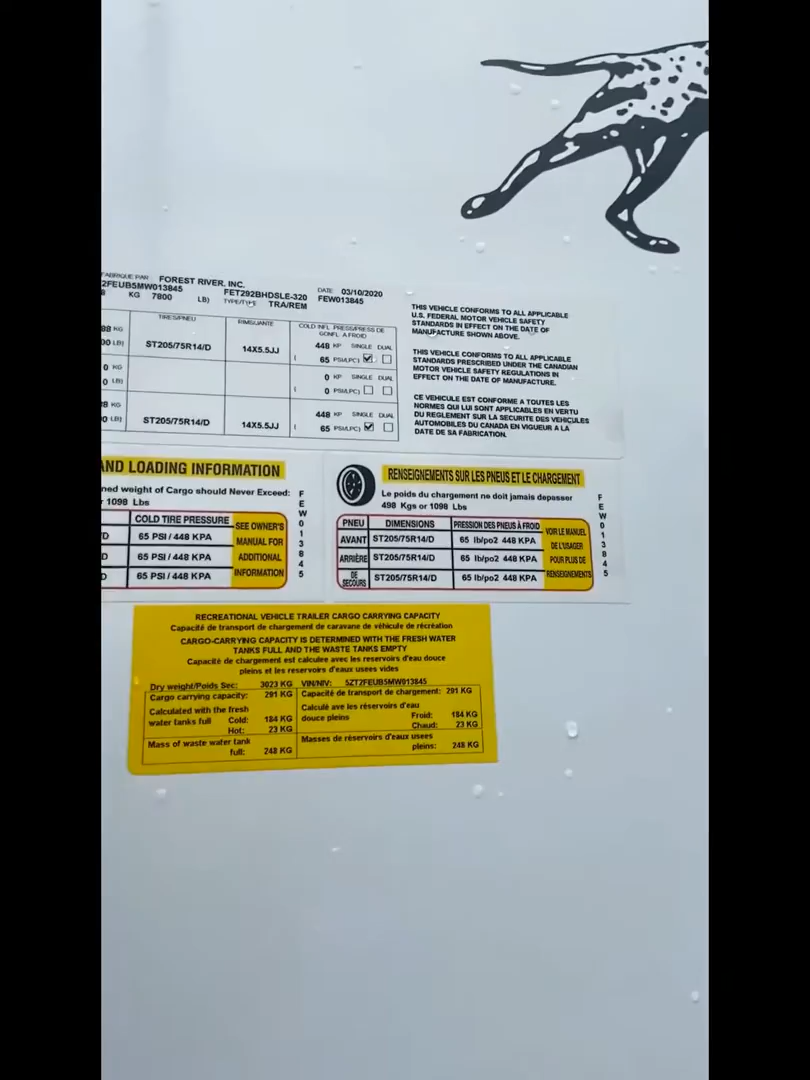 FABRIQUE PAR FOREST RIVER, INC.
2FEUB5MW013845 FET292BHDSLE-320 DATE 03/10/2020
8 KG 7800 LB) TYPE/TYPE TRA/REM FEW013845
TIRES/PNEU RIMS/JANTE COLD INFL. PRESS/PRESS DE GONFL. A FROID
88 KG 448 KP SINGLE DUAL
00 LB) ST205/75R14/D 14X5.5JJ ( 65 PSI/LPC)
0 KG 0 KP SINGLE DUAL
0 LB) ( 0 PSI/LPC)
8 KG 448 KP SINGLE DUAL
0 LB) ST205/75R14/D 14X5.5JJ ( 65 PSI/LPC)
THIS VEHICLE CONFORMS TO ALL APPLICABLE
U.S. FEDERAL MOTOR VEHICLE SAFETY
STANDARDS IN EFFECT ON THE DATE OF
MANUFACTURE SHOWN ABOVE.
THIS VEHICLE CONFORMS TO ALL APPLICABLE
STANDARDS PRESCRIBED UNDER THE CANADIAN
MOTOR VEHICLE SAFETY REGULATIONS IN
EFFECT ON THE DATE OF MANUFACTURE.
CE VEHICULE EST CONFORME A TOUTES LES
NORMES QUI LUI SONT APPLICABLES EN VERTU
DU REGLEMENT SUR LA SECURITE DES VEHICULES
AUTOMOBILES DU CANADA EN VIGUEUR A LA
DATE DE SA FABRICATION.
AND LOADING INFORMATION
ned weight of Cargo should Never Exceed:
r 1098 Lbs
COLD TIRE PRESSURE
D 65 PSI / 448 KPA
D 65 PSI / 448 KPA
D 65 PSI / 448 KPA
SEE OWNER'S
MANUAL FOR
ADDITIONAL
INFORMATION
FEW013845
RENSEIGNEMENTS SUR LES PNEUS ET LE CHARGEMENT
Le poids du chargement ne doit jamais depasser
498 Kgs or 1098 Lbs
PNEU DIMENSIONS PRESSION DES PNEUS À FROID
AVANT ST205/75R14/D 65 lb/po2 448 KPA
ARRIÈRE ST205/75R14/D 65 lb/po2 448 KPA
DE SECOURS ST205/75R14/D 65 lb/po2 448 KPA
VOIR LE MANUEL
DE L'USAGER
POUR PLUS DE
RENSEIGNEMENTS
FEW013845
RECREATIONAL VEHICLE TRAILER CARGO CARRYING CAPACITY
Capacité de transport de chargement de caravane de véhicule de récréation
CARGO-CARRYING CAPACITY IS DETERMINED WITH THE FRESH WATER
TANKS FULL AND THE WASTE TANKS EMPTY
Capacité de chargement est calculee avec les reservoirs d'eau douce
pleins et les reservoirs d'eaux usees vides
Dry weight/Poids Sec: 3023 KG VIN/NIV: 5ZT2FEUB5MW013845
Cargo carrying capacity: 291 KG Capacité de transport de chargement: 291 KG
Calculated with the fresh
water tanks full Cold: 184 KG
Hot: 23 KG
Calculé ave les réservoirs d'eau
douce pleins Froid: 184 KG
Chaud: 23 KG
Mass of waste water tank
full: 248 KG
Masses de réservoirs d'eaux usees
pleins: 248 KG